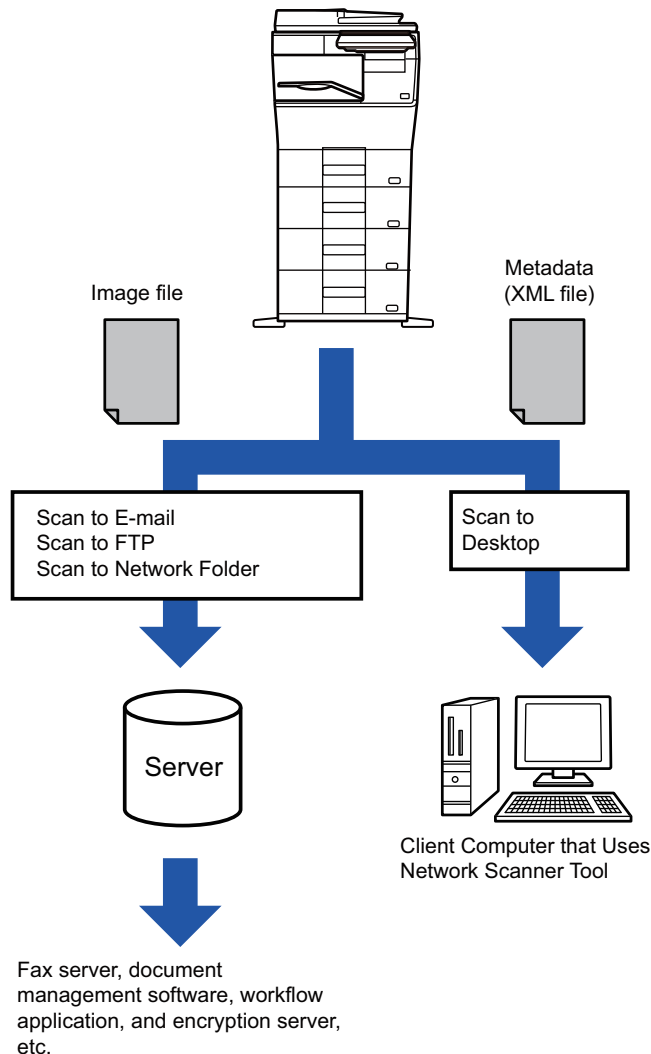 Image file
Metadata
(XML file)
Scan to E-mail
Scan to FTP
Scan to Network Folder
Scan to
Desktop
Server
Client Computer that Uses
Network Scanner Tool
Fax server, document
management software, workflow
application, and encryption server,
etc.